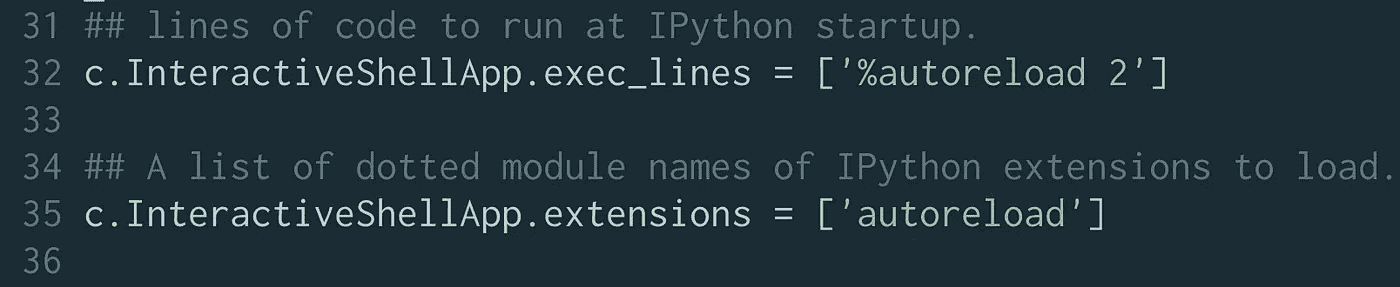 31 ## lines of code to run at IPython startup.
32 c.InteractiveShellApp.exec_lines = ['%autoreload 2']
33
34 ## A list of dotted module names of IPython extensions to load.
35 c.InteractiveShellApp.extensions = ['autoreload']
36